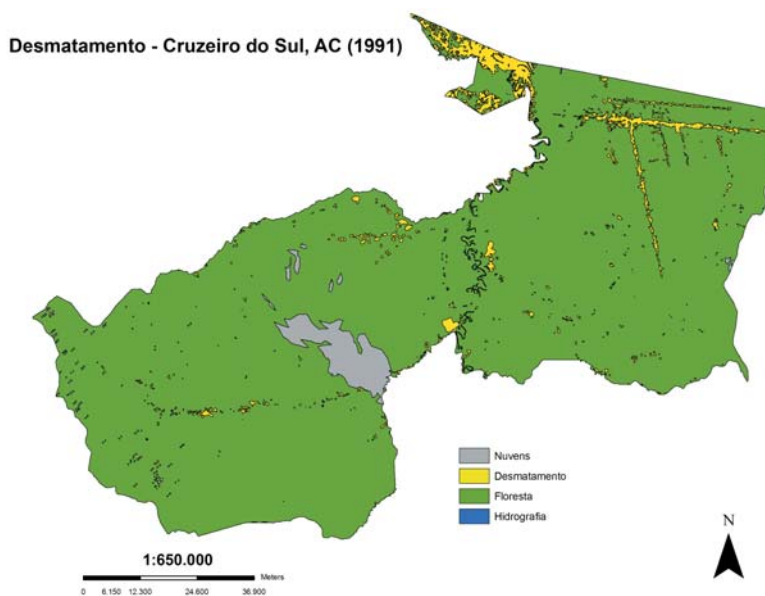 Desmatamento - Cruzeiro do Sul, AC (1991)
Nuvens
Desmatamento
Floresta
Hidrografia
N
1:650.000
Meters
0 6.150 12.300 24.600 36.900